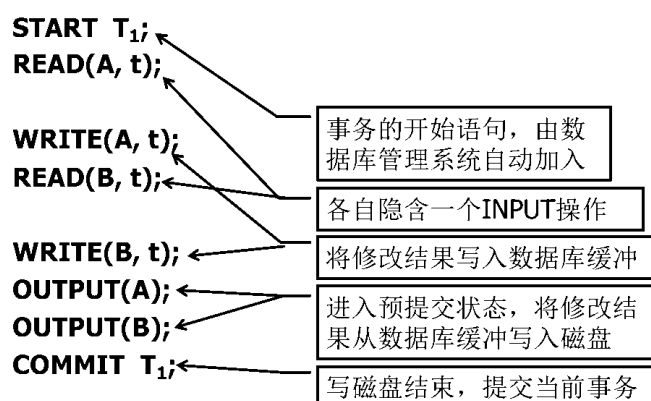 START T₁;
READ(A, t);
WRITE(A, t);
READ(B, t);
WRITE(B, t);
OUTPUT(A);
OUTPUT(B);
COMMIT T₁;
事务的开始语句，由数
据库管理系统自动加入
各自隐含一个INPUT操作
将修改结果写入数据库缓冲
进入预提交状态，将修改结
果从数据库缓冲写入磁盘
写磁盘结束，提交当前事务